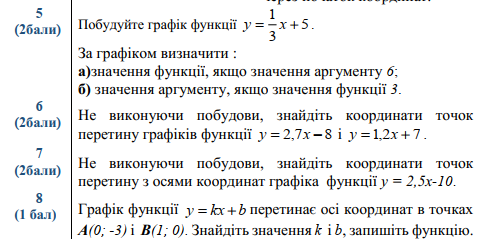 5
(2бали)
Побудуйте графік функції y = 1/3 x + 5 .
За графіком визначити :
а)значення функції, якщо значення аргументу 6;
б) значення аргументу, якщо значення функції 3.
6
(2бали)
Не виконуючи побудови, знайдіть координати точок
перетину графіків функції y = 2,7x − 8 і y = 1,2x + 7 .
7
(2бали)
Не виконуючи побудови, знайдіть координати точок
перетину з осями координат графіка функції y = 2,5x-10.
8
(1 бал)
Графік функції y = kx + b перетинає осі координат в точках
А(0; -3) і В(1; 0). Знайдіть значення k і b, запишіть функцію.